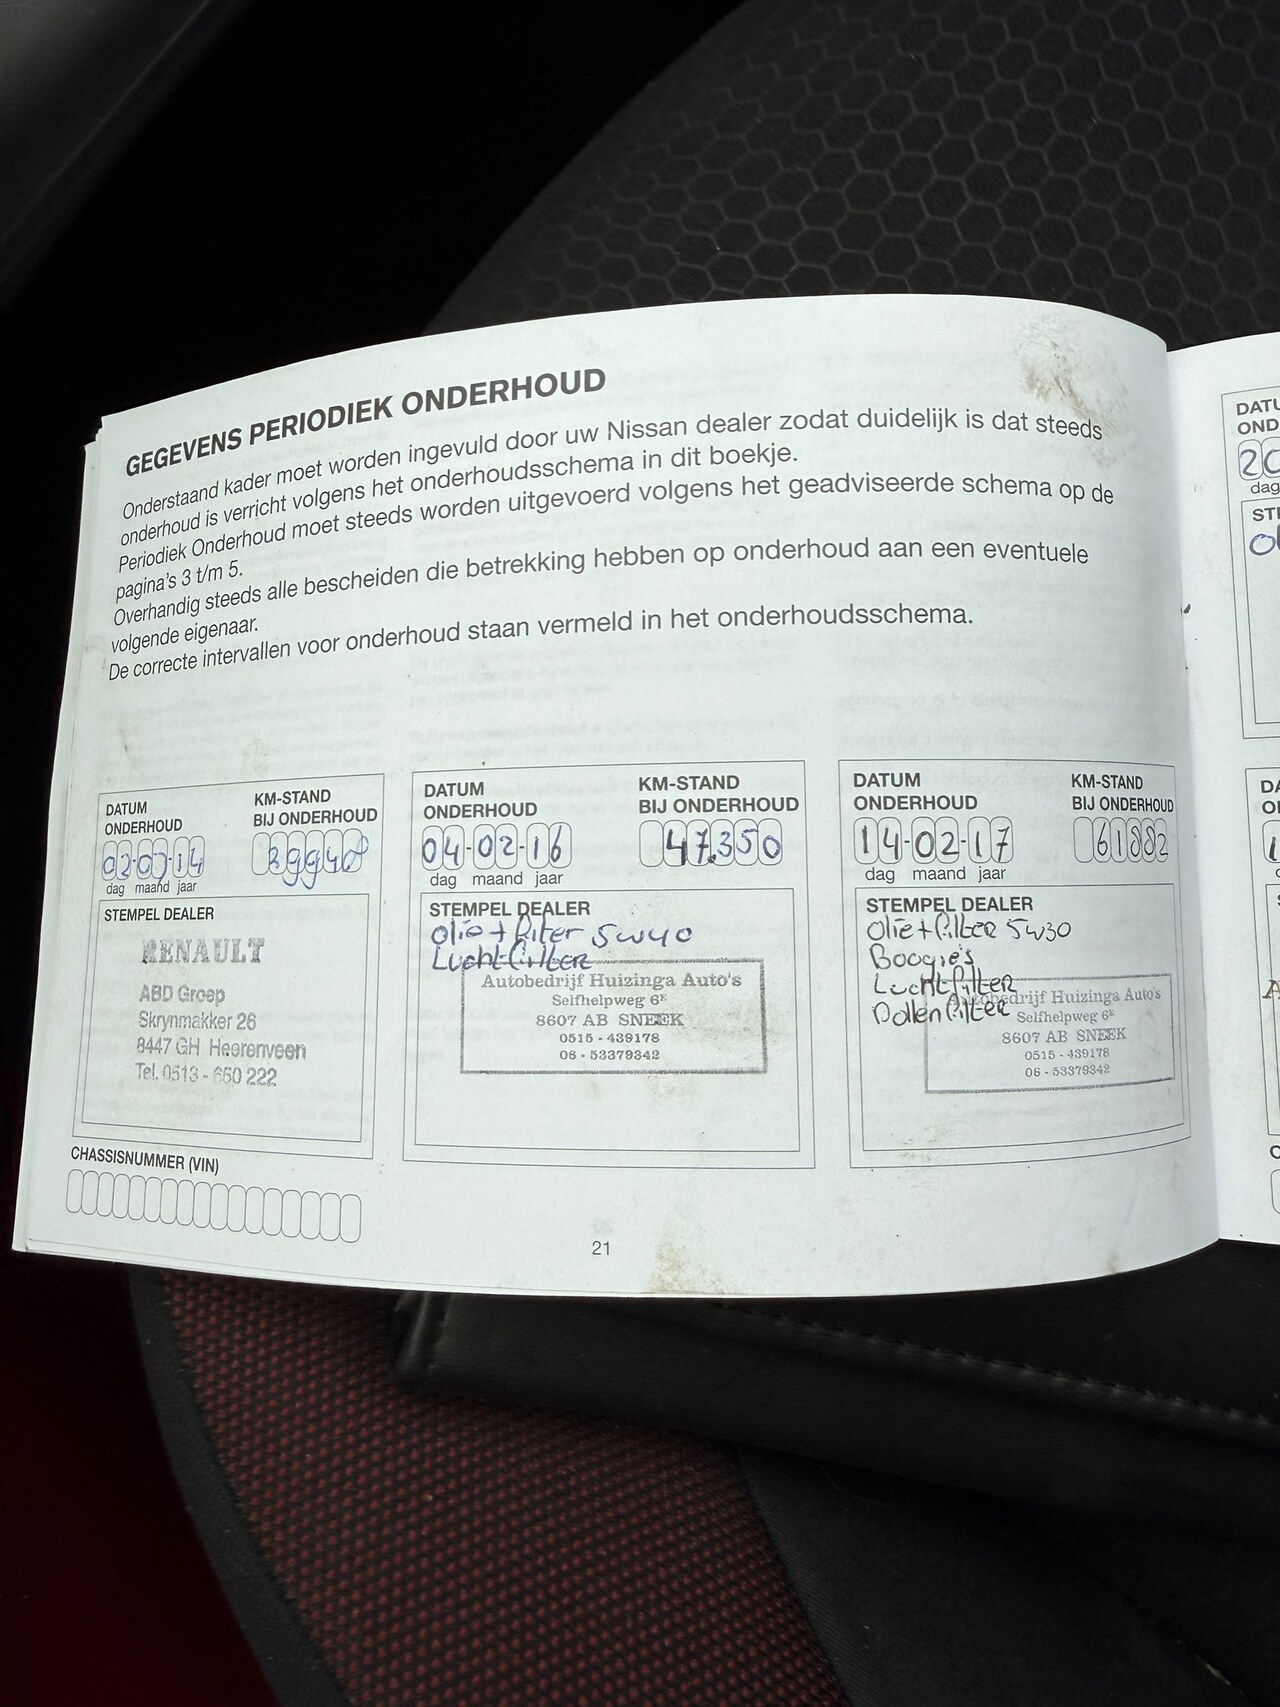 GEGEVENS PERIODIEK ONDERHOUD
Onderstaand kader moet worden ingevuld door uw Nissan dealer zodat duidelijk is dat steeds
onderhoud is verricht volgens het onderhoudsschema in dit boekje.
Periodiek Onderhoud moet steeds worden uitgevoerd volgens het geadviseerde schema op de
pagina's 3 t/m 5.
Overhandig steeds alle bescheiden die betrekking hebben op onderhoud aan een eventuele
volgende eigenaar.
De correcte intervallen voor onderhoud staan vermeld in het onderhoudsschema.
DATUM
ONDERHOUD
KM-STAND
BIJ ONDERHOUD
02-07-14
39948
dag maand jaar
STEMPEL DEALER
RENAULT
ABD Groep
Skrynmakker 26
8447 GH Heerenveen
Tel. 0513 - 650 222
CHASSISNUMMER (VIN)
DATUM
ONDERHOUD
KM-STAND
BIJ ONDERHOUD
04-02-16
47.350
dag maand jaar
STEMPEL DEALER
Olie + filter 5w40
Luchtfilter
Autobedrijf Huizinga Auto's
Selfhelpweg 6E
8607 AB SNEEK
0515 - 439178
06 - 53379342
DATUM
ONDERHOUD
KM-STAND
BIJ ONDERHOUD
14-02-17
61882
dag maand jaar
STEMPEL DEALER
Olie + filter 5w30
Boogie's
Luchtfilter
Pollenfilter
Autobedrijf Huizinga Auto's
Selfhelpweg 6E
8607 AB SNEEK
0515 - 439178
06 - 53379342
21
dag